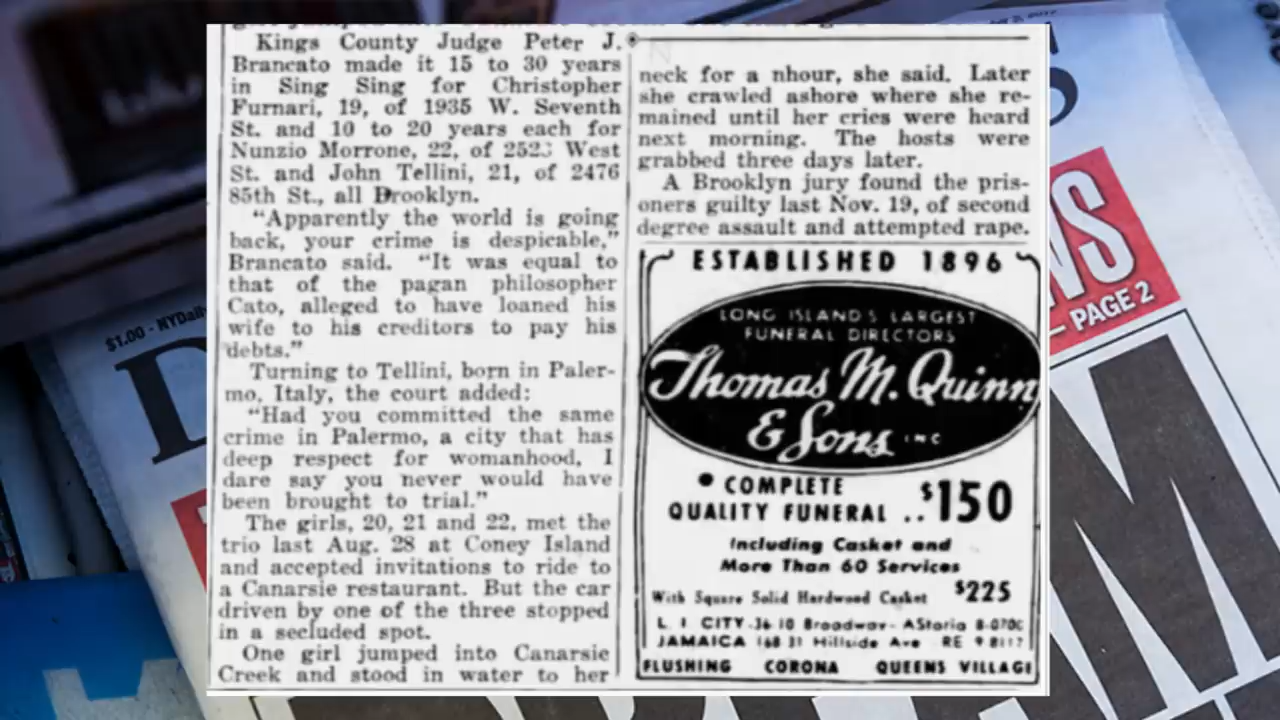 Kings County Judge Peter J.
Brancato made it 15 to 30 years
in Sing Sing for Christopher
Furnari, 19, of 1935 W. Seventh
St. and 10 to 20 years each for
Nunzio Morrone, 22, of 252 West
St. and John Tellini, 21, of 2476
85th St., all Brooklyn.
"Apparently the world is going
back, your crime is despicable,"
Brancato said. "It was equal to
that of the pagan philosopher
Cato, alleged to have loaned his
wife to his creditors to pay his
debts."
Turning to Tellini, born in Paler-
mo, Italy, the court added:
"Had you committed the same
crime in Palermo, a city that has
deep respect for womanhood, I
dare say you never would have
been brought to trial."
The girls, 20, 21 and 22, met the
trio last Aug. 28 at Coney Island
and accepted invitations to ride to
a Canarsie restaurant. But the car
driven by one of the three stopped
in a secluded spot.
One girl jumped into Canarsie
Creek and stood in water to her
neck for a nhour, she said. Later
she crawled ashore where she re-
mained until her cries were heard
next morning. The hosts were
grabbed three days later.
A Brooklyn jury found the pris-
oners guilty last Nov. 19, of second
degree assault and attempted rape.
ESTABLISHED 1896
LONG ISLAND'S LARGEST
FUNERAL DIRECTORS
Thomas M. Quinn
& Sons INC
• COMPLETE
QUALITY FUNERAL .. $150
Including Casket and
More Than 60 Services
With Square Solid Hardwood Casket $225
L. I. CITY-36-10 Broadway- AStoria 8-070
JAMAICA 168 31 Hillside Ave RE 9 811
FLUSHING CORONA QUEENS VILLAGE
$1.00 - NYDail
D
WS
PAGE 2
M